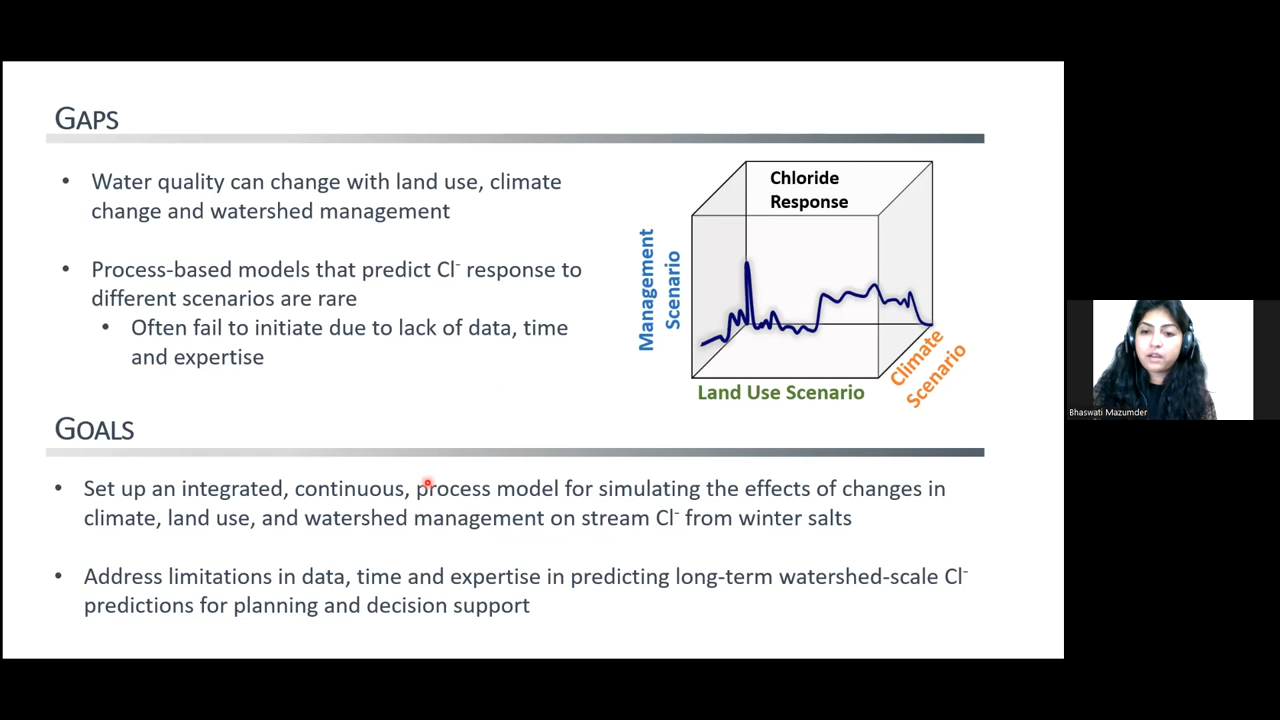 GAPS
• Water quality can change with land use, climate
change and watershed management
• Process-based models that predict Cl⁻ response to
different scenarios are rare
• Often fail to initiate due to lack of data, time
and expertise
Chloride
Response
Management
Scenario
Land Use Scenario
Climate
Scenario
GOALS
• Set up an integrated, continuous, process model for simulating the effects of changes in
climate, land use, and watershed management on stream Cl⁻ from winter salts
• Address limitations in data, time and expertise in predicting long-term watershed-scale Cl⁻
predictions for planning and decision support
Bhaswati Mazumder